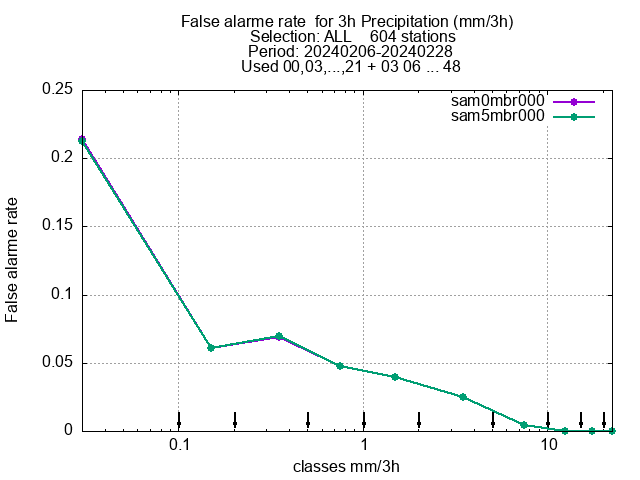 False alarme rate  for 3h Precipitation (mm/3h)
Selection: ALL    604 stations
Period: 20240206-20240228
Used 00,03,...,21 + 03 06 ... 48
sam0mbr000
sam5mbr000
0.25
0.2
0.15
0.1
0.05
0
False alarme rate
0.1
1
10
classes mm/3h